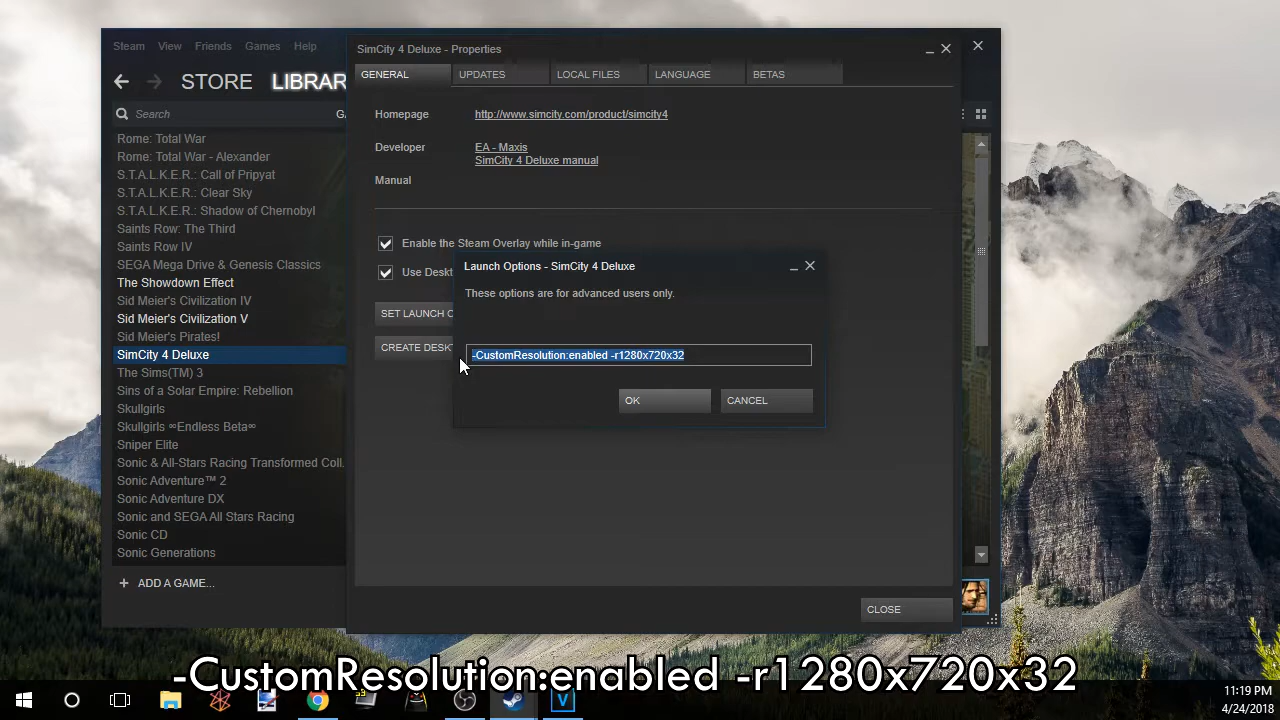 Steam View Friends Games Help
STORE LIBRAR
Search
GA
Rome: Total War
Rome: Total War - Alexander
S.T.A.L.K.E.R.: Call of Pripyat
S.T.A.L.K.E.R.: Clear Sky
S.T.A.L.K.E.R.: Shadow of Chernobyl
Saints Row: The Third
Saints Row IV
SEGA Mega Drive & Genesis Classics
The Showdown Effect
Sid Meier's Civilization IV
Sid Meier's Civilization V
Sid Meier's Pirates!
SimCity 4 Deluxe
The Sims(TM) 3
Sins of a Solar Empire: Rebellion
Skullgirls
Skullgirls ∞Endless Beta∞
Sniper Elite
Sonic & All-Stars Racing Transformed Coll.
Sonic Adventure™ 2
Sonic Adventure DX
Sonic and SEGA All Stars Racing
Sonic CD
Sonic Generations
+ ADD A GAME...
SimCity 4 Deluxe - Properties
GENERAL UPDATES LOCAL FILES LANGUAGE BETAS
Homepage http://www.simcity.com/product/simcity4
Developer EA - Maxis
SimCity 4 Deluxe manual
Manual
Enable the Steam Overlay while in-game
Use Deskt
SET LAUNCH O
CREATE DESKT
Launch Options - SimCity 4 Deluxe
These options are for advanced users only.
-CustomResolution:enabled -r1280x720x32
OK CANCEL
CLOSE
-CustomResolution:enabled -r1280x720x32
V
11:19 PM
4/24/2018